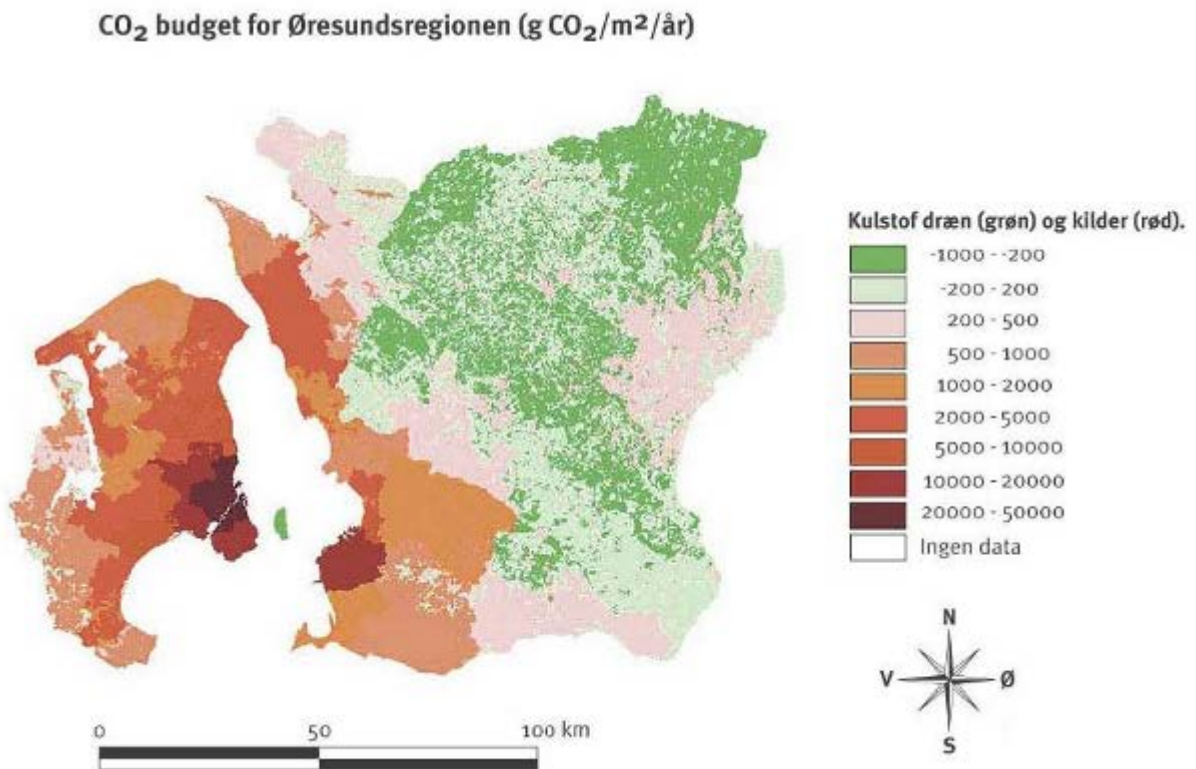 CO₂ budget for Øresundsregionen (g CO₂/m²/år)
Kulstof dræn (grøn) og kilder (rød).
-1000 - -200
-200 - 200
200 - 500
500 - 1000
1000 - 2000
2000 - 5000
5000 - 10000
10000 - 20000
20000 - 50000
Ingen data
N
V Ø
S
0 50 100 km